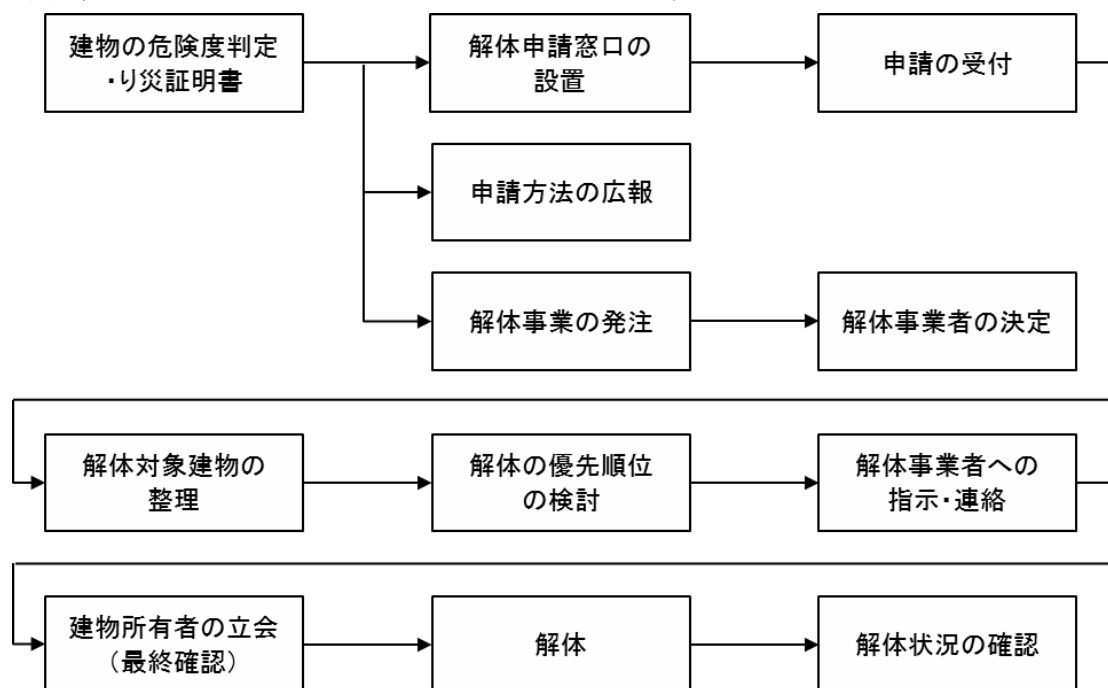 建物の危険度判定
・り災証明書
解体申請窓口の
設置
申請の受付
申請方法の広報
解体事業の発注
解体事業者の決定
解体対象建物の
整理
解体の優先順位
の検討
解体事業者への
指示・連絡
建物所有者の立会
（最終確認）
解体
解体状況の確認